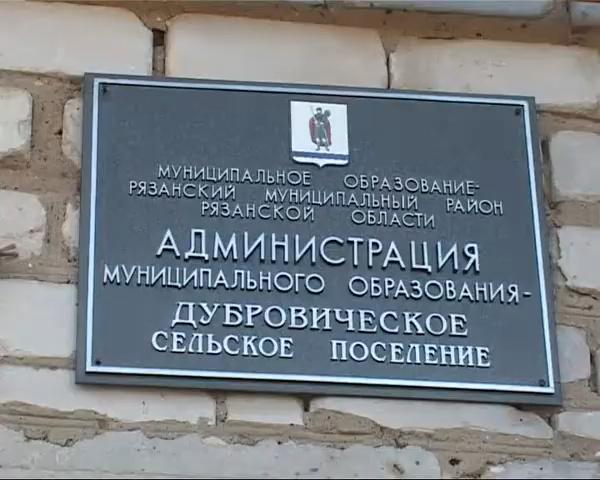 МУНИЦИПАЛЬНОЕ ОБРАЗОВАНИЕ-
РЯЗАНСКИЙ МУНИЦИПАЛЬНЫЙ РАЙОН
РЯЗАНСКОЙ ОБЛАСТИ
АДМИНИСТРАЦИЯ
МУНИЦИПАЛЬНОГО ОБРАЗОВАНИЯ-
ДУБРОВИЧЕСКОЕ
СЕЛЬСКОЕ ПОСЕЛЕНИЕ